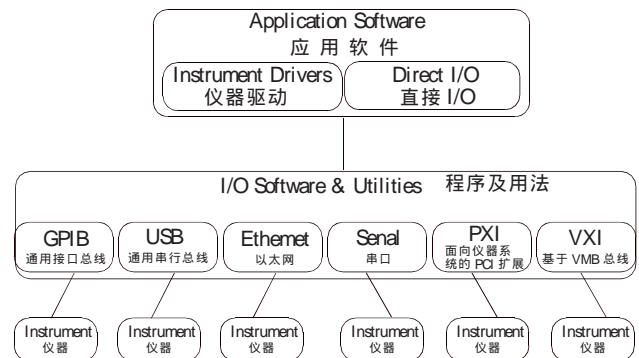 Application Software
应用软件
Instrument Drivers
仪器驱动
Direct I/O
直接 I/O
I/O Software & Utilities 程序及用法
GPIB
通用接口总线
USB
通用串行总线
Ethemet
以太网
Senal
串口
PXI
面向仪器系
统的 PCI 扩展
VXI
基于 VMB 总线
Instrument
仪器
Instrument
仪器
Instrument
仪器
Instrument
仪器
Instrument
仪器
Instrument
仪器